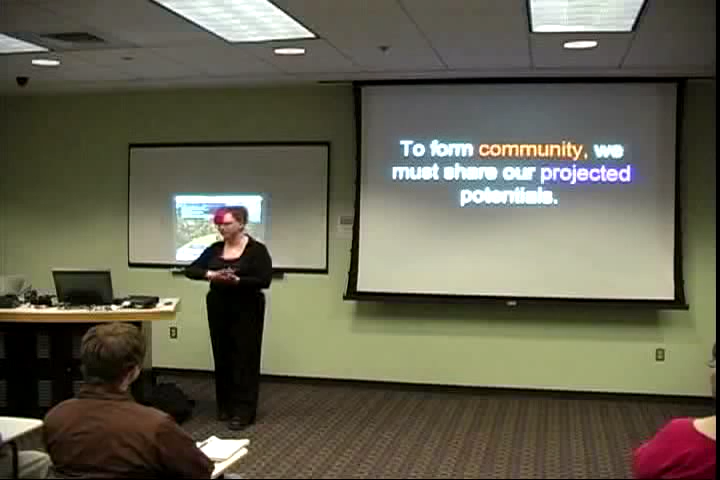 To form community, we
must share our projected
potentials.